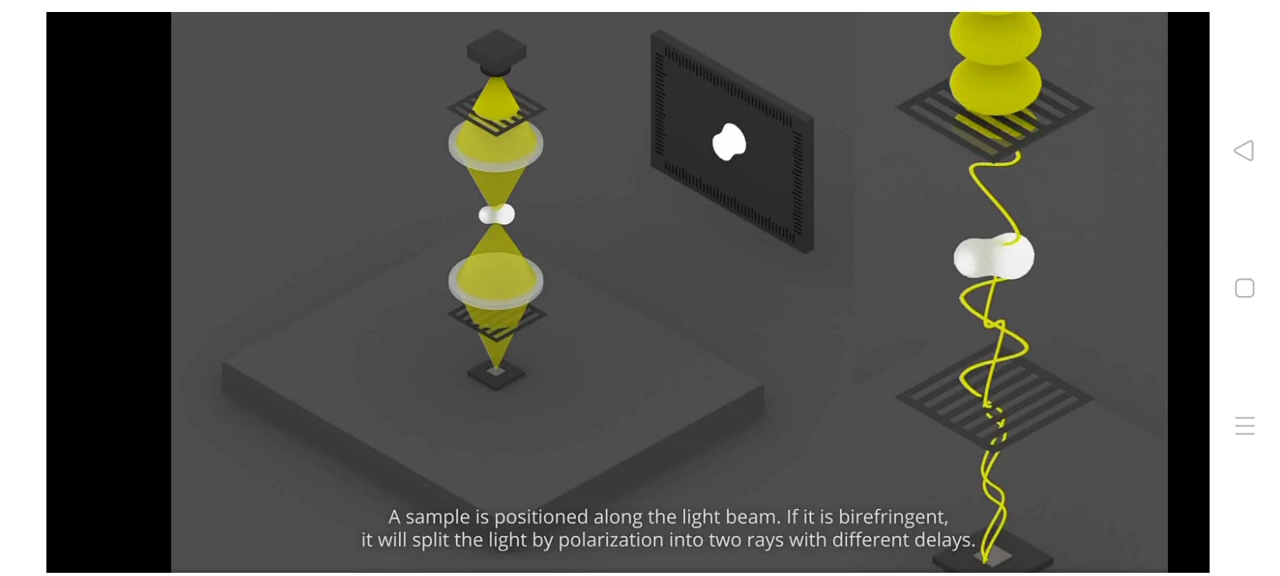 A sample is positioned along the light beam. If it is birefringent,
it will split the light by polarization into two rays with different delays.